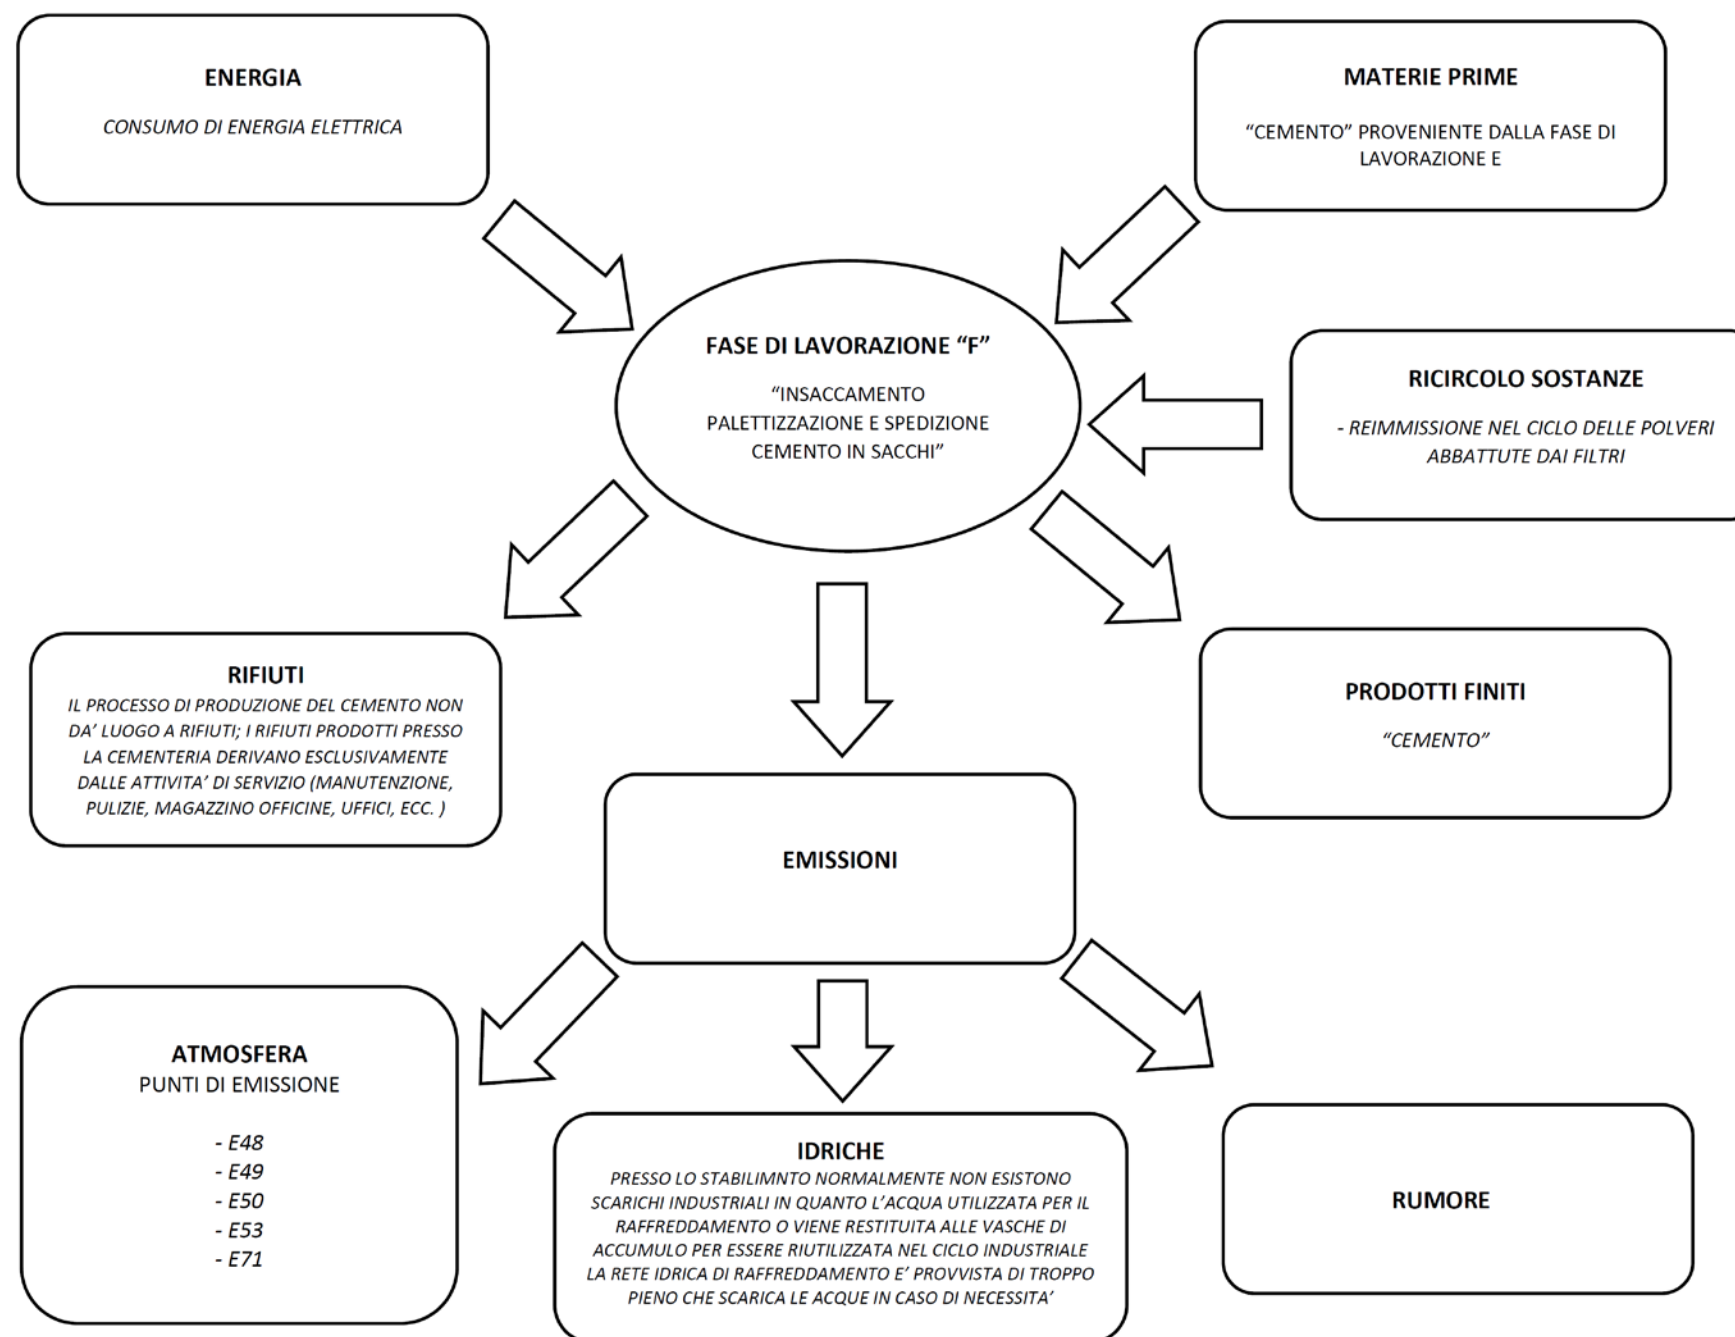 ENERGIA
CONSUMO DI ENERGIA ELETTRICA
MATERIE PRIME
“CEMENTO” PROVENIENTE DALLA FASE DI
LAVORAZIONE E
FASE DI LAVORAZIONE “F”
“INSACCAMENTO
PALETTIZZAZIONE E SPEDIZIONE
CEMENTO IN SACCHI”
RICIRCOLO SOSTANZE
- REIMMISSIONE NEL CICLO DELLE POLVERI
ABBATTUTE DAI FILTRI
RIFIUTI
IL PROCESSO DI PRODUZIONE DEL CEMENTO NON
DA’ LUOGO A RIFIUTI; I RIFIUTI PRODOTTI PRESSO
LA CEMENTERIA DERIVANO ESCLUSIVAMENTE
DALLE ATTIVITA’ DI SERVIZIO (MANUTENZIONE,
PULIZIE, MAGAZZINO OFFICINE, UFFICI, ECC. )
PRODOTTI FINITI
“CEMENTO”
EMISSIONI
ATMOSFERA
PUNTI DI EMISSIONE
- E48
- E49
- E50
- E53
- E71
IDRICHE
PRESSO LO STABILIMNTO NORMALMENTE NON ESISTONO
SCARICHI INDUSTRIALI IN QUANTO L’ACQUA UTILIZZATA PER IL
RAFFREDDAMENTO O VIENE RESTITUITA ALLE VASCHE DI
ACCUMULO PER ESSERE RIUTILIZZATA NEL CICLO INDUSTRIALE
LA RETE IDRICA DI RAFFREDDAMENTO E’ PROVVISTA DI TROPPO
PIENO CHE SCARICA LE ACQUE IN CASO DI NECESSITA’
RUMORE